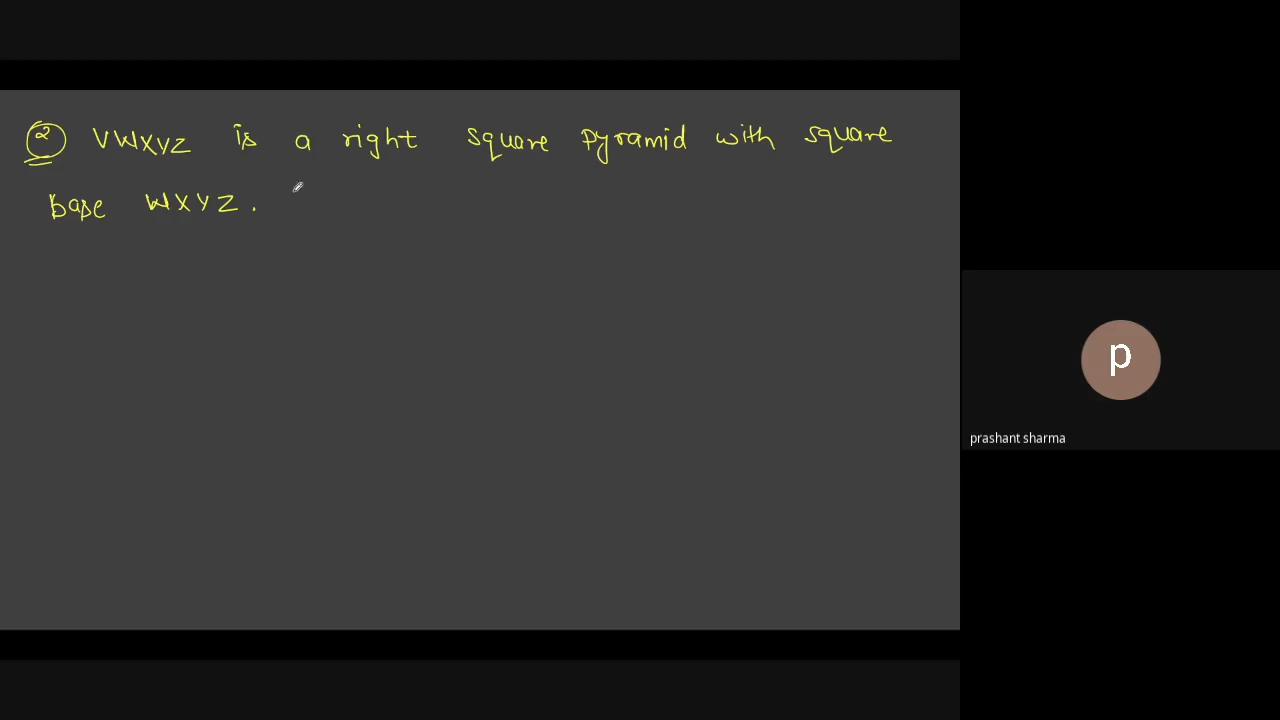 ② VWXYZ is a right square pyramid with square
base WXYZ.
p
prashant sharma